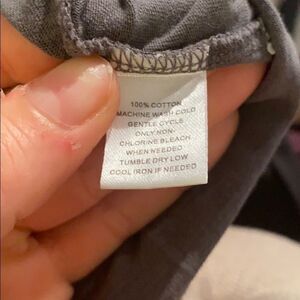 100% COTTON
MACHINE WASH COLD
GENTLE CYCLE
ONLY NON-
CHLORINE BLEACH
WHEN NEEDED
TUMBLE DRY LOW
COOL IRON IF NEEDED